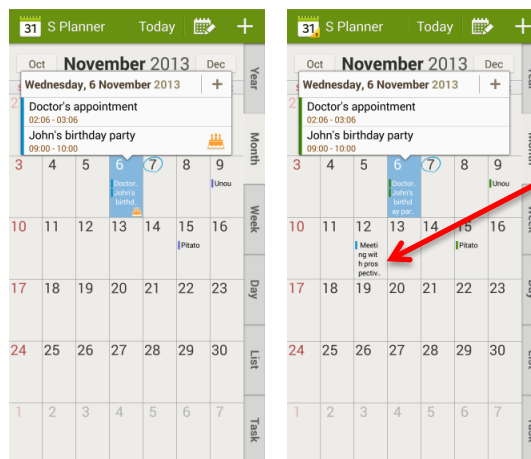 31 S Planner Today +
Oct November 2013 Dec
Wednesday, 6 November 2013 +
Doctor's appointment
02:06 - 03:06
John's birthday party
09:00 - 10:00
3 4 5 6 7 8 9
Doctor..
John's
birthd..
Unou
10 11 12 13 14 15 16
Pitato
17 18 19 20 21 22 23
24 25 26 27 28 29 30
1 2 3 4 5 6 7
Year
Month
Week
Day
List
Task
31 S Planner Today +
Oct November 2013 Dec
Wednesday, 6 November 2013 +
Doctor's appointment
02:06 - 03:06
John's birthday party
09:00 - 10:00
3 4 5 6 7 8 9
Doctor..
John's
birthd
ay par..
Unou
10 11 12 13 14 15 16
Meeti
ng wit
h pros
pectiv..
Pitato
17 18 19 20 21 22 23
24 25 26 27 28 29 30
1 2 3 4 5 6 7
List